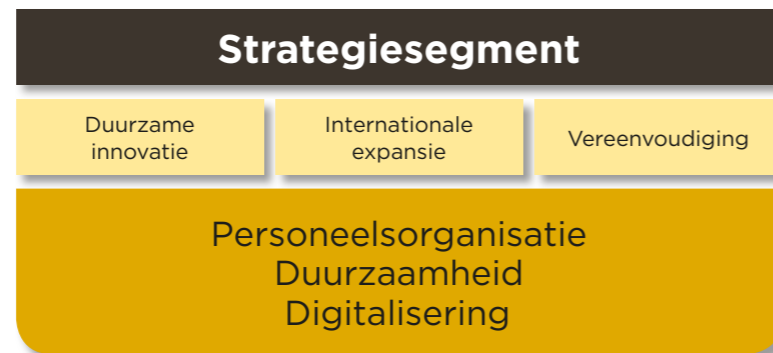 Strategiesegment
Duurzame
innovatie
Internationale
expansie
Vereenvoudiging
Personeelsorganisatie
Duurzaamheid
Digitalisering